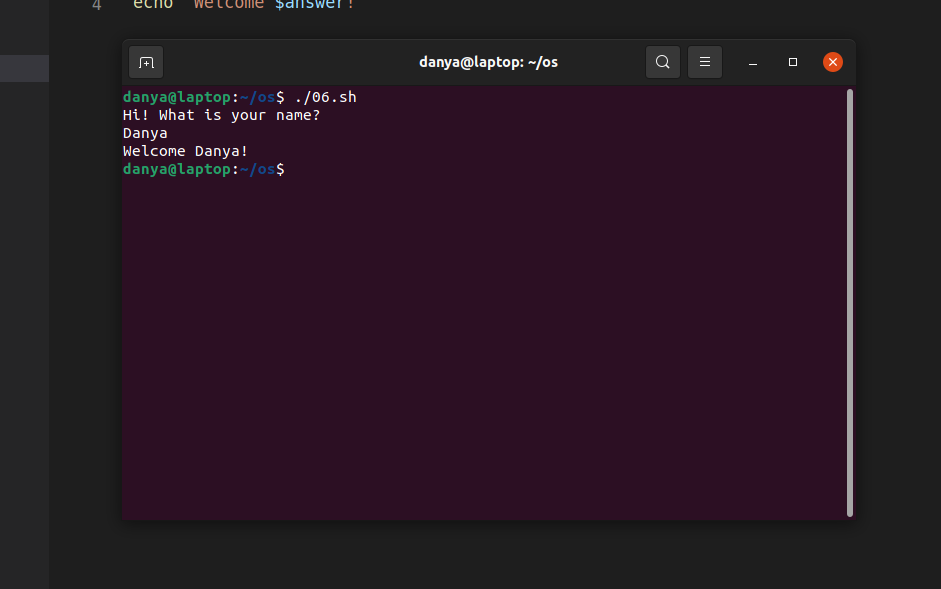 4 echo "Welcome $answer!"
danya@laptop: ~/os
danya@laptop:~/os$ ./06.sh
Hi! What is your name?
Danya
Welcome Danya!
danya@laptop:~/os$